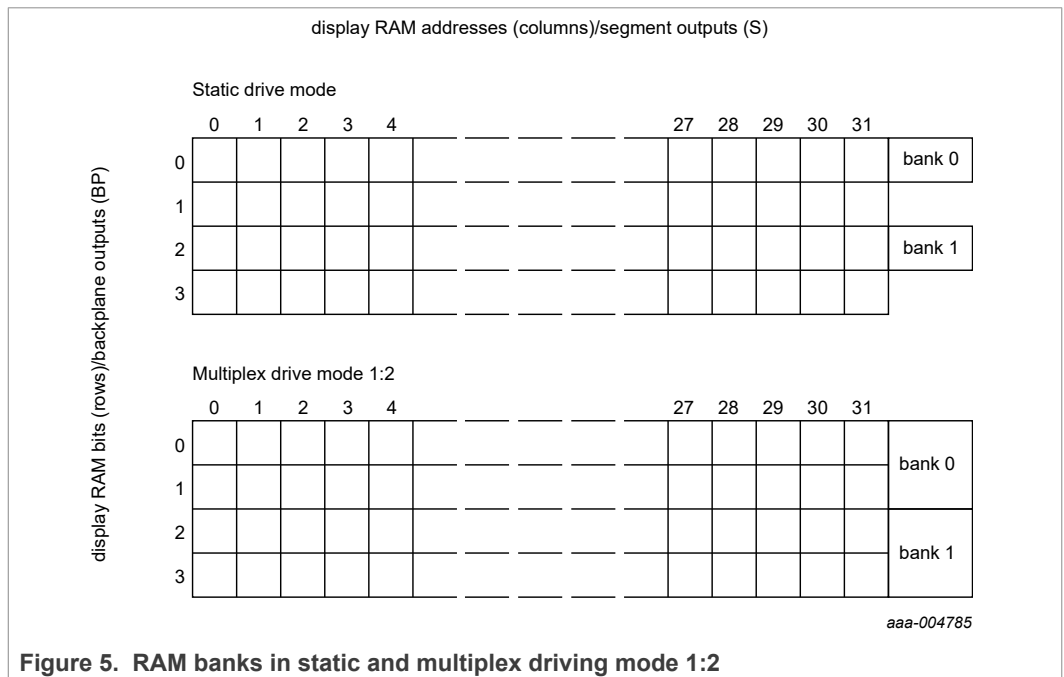 display RAM addresses (columns)/segment outputs (S)
display RAM bits (rows)/backplane outputs (BP)
Static drive mode
0 1 2 3 4 27 28 29 30 31
0 bank 0
1
2 bank 1
3
Multiplex drive mode 1:2
0 1 2 3 4 27 28 29 30 31
0
bank 0
1
2
bank 1
3
aaa-004785
Figure 5. RAM banks in static and multiplex driving mode 1:2